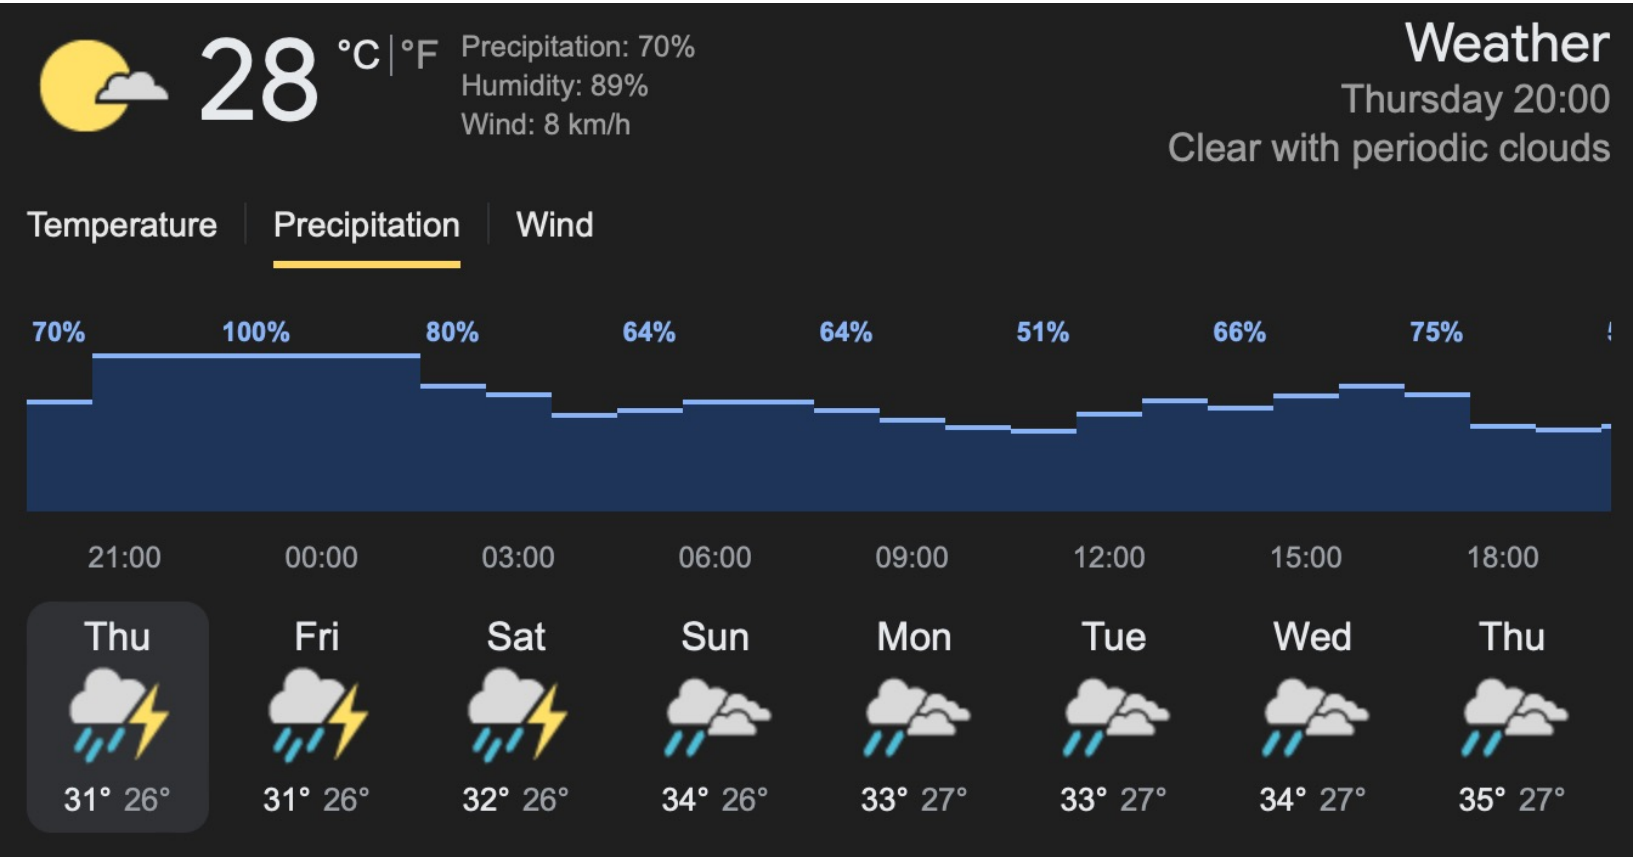 28 °C|°F
Precipitation: 70%
Humidity: 89%
Wind: 8 km/h
Weather
Thursday 20:00
Clear with periodic clouds
Temperature Precipitation Wind
70% 100% 80% 64% 64% 51% 66% 75%
21:00 00:00 03:00 06:00 09:00 12:00 15:00 18:00
Thu Fri Sat Sun Mon Tue Wed Thu
31° 26° 31° 26° 32° 26° 34° 26° 33° 27° 33° 27° 34° 27° 35° 27°